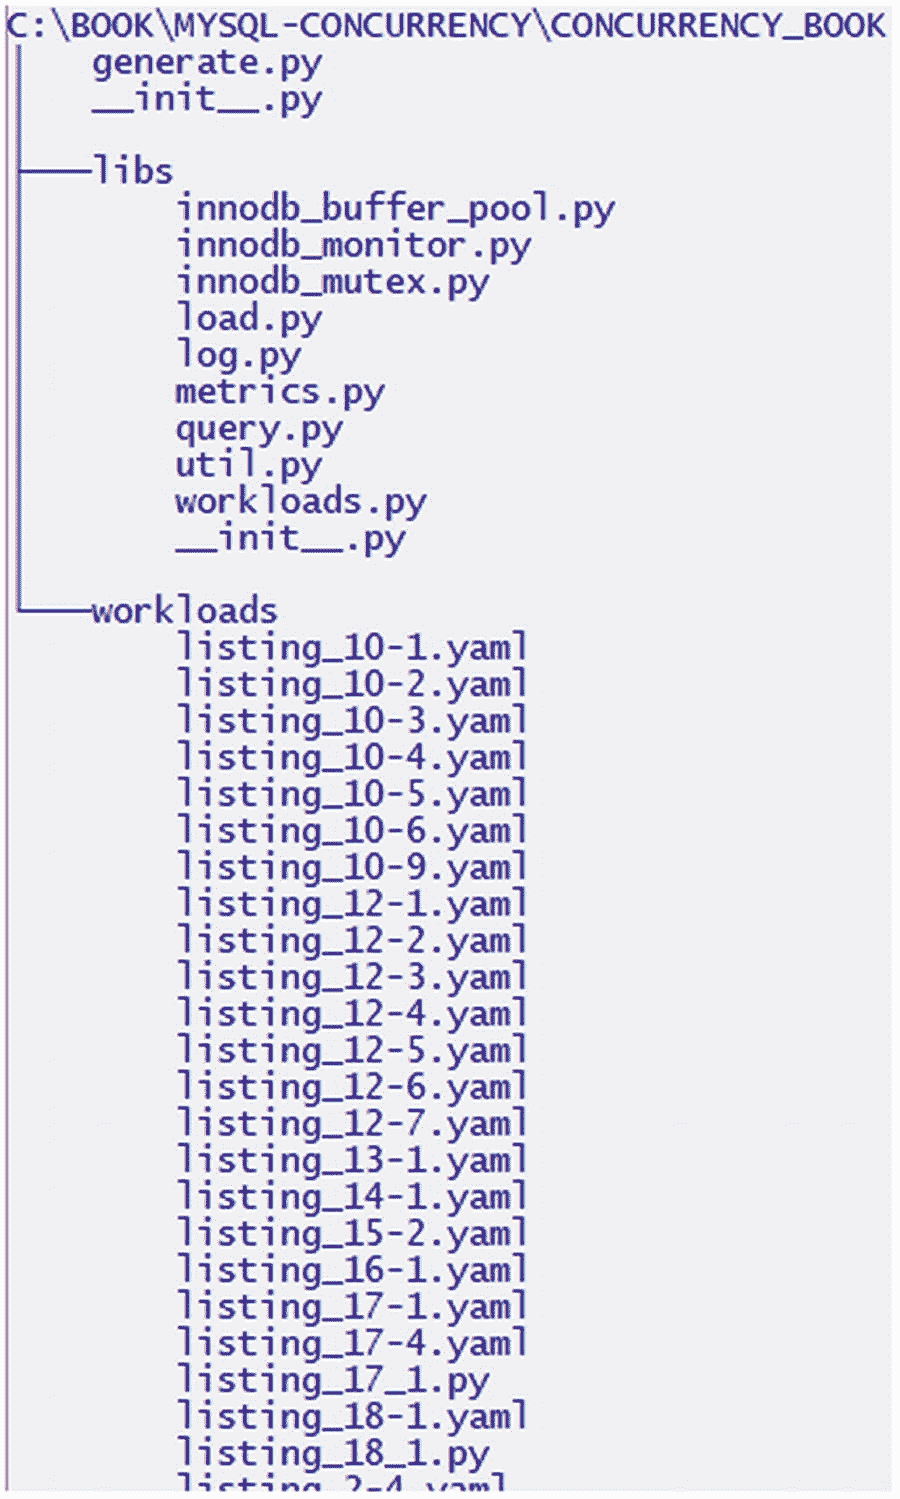 C:\BOOK\MYSQL-CONCURRENCY\CONCURRENCY_BOOK
generate.py
__init__.py
libs
innodb_buffer_pool.py
innodb_monitor.py
innodb_mutex.py
load.py
log.py
metrics.py
query.py
util.py
workloads.py
__init__.py
workloads
listing_10-1.yaml
listing_10-2.yaml
listing_10-3.yaml
listing_10-4.yaml
listing_10-5.yaml
listing_10-6.yaml
listing_10-9.yaml
listing_12-1.yaml
listing_12-2.yaml
listing_12-3.yaml
listing_12-4.yaml
listing_12-5.yaml
listing_12-6.yaml
listing_12-7.yaml
listing_13-1.yaml
listing_14-1.yaml
listing_15-2.yaml
listing_16-1.yaml
listing_17-1.yaml
listing_17-4.yaml
listing_17_1.py
listing_18-1.yaml
listing_18_1.py
listing_2-4.yaml